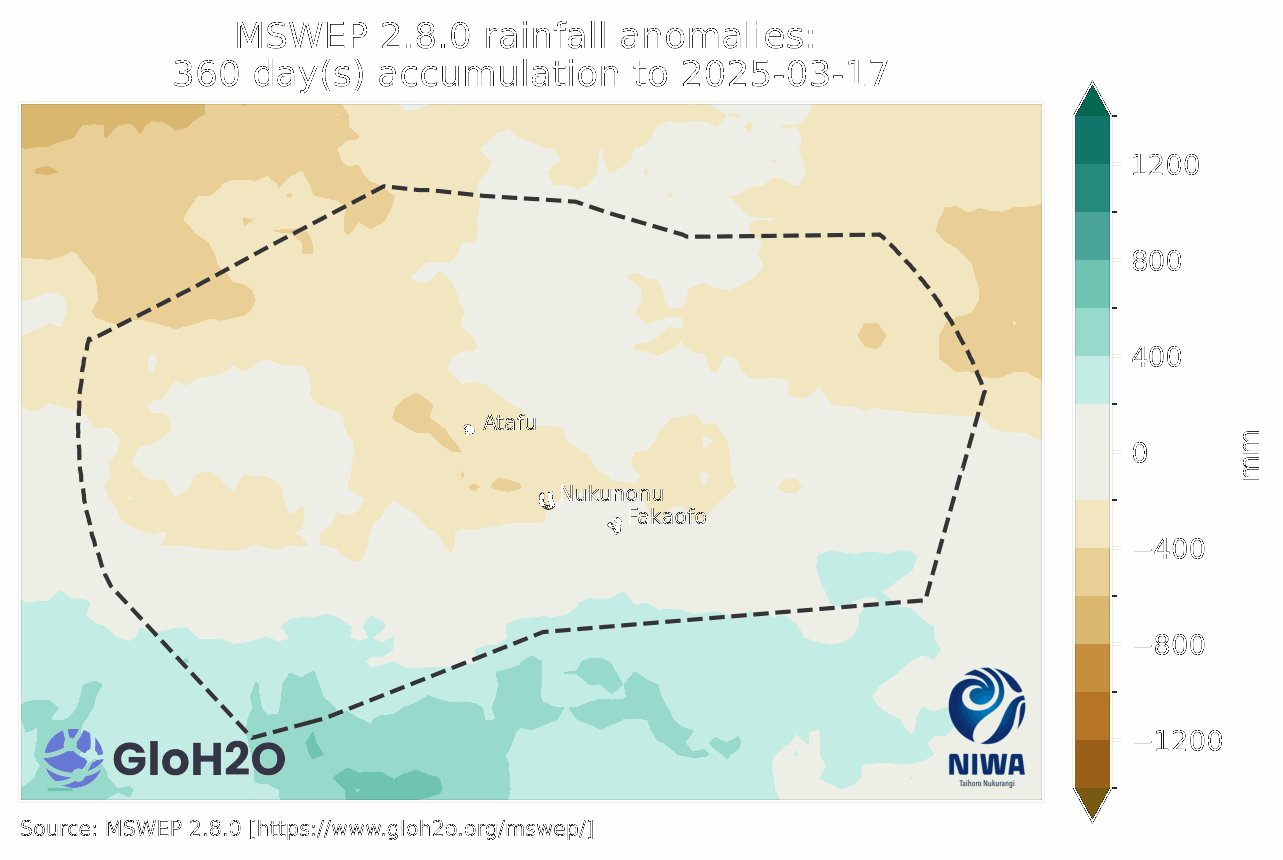 MSWEP 2.8.0 rainfall anomalies:
360 day(s) accumulation to 2025-03-17
1200
800
400
0
−400
−800
−1200
mm
Atafu
Nukunonu
Fakaofo
GloH2O
NIWA
Taihoro Nukurangi
Source: MSWEP 2.8.0 [https://www.gloh2o.org/mswep/]